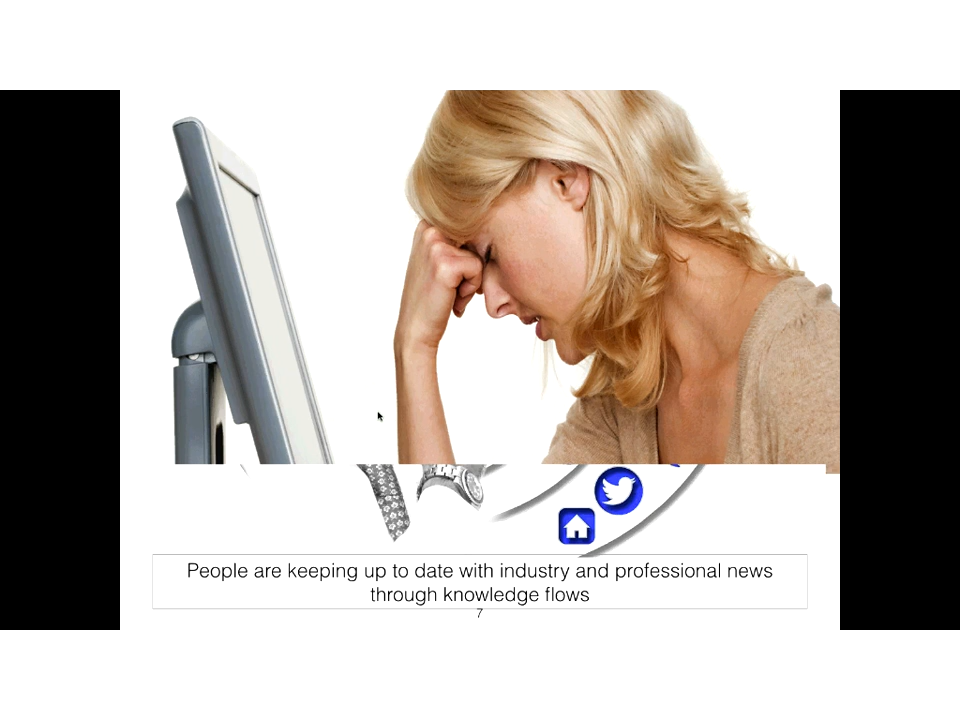 People are keeping up to date with industry and professional news
through knowledge flows
7